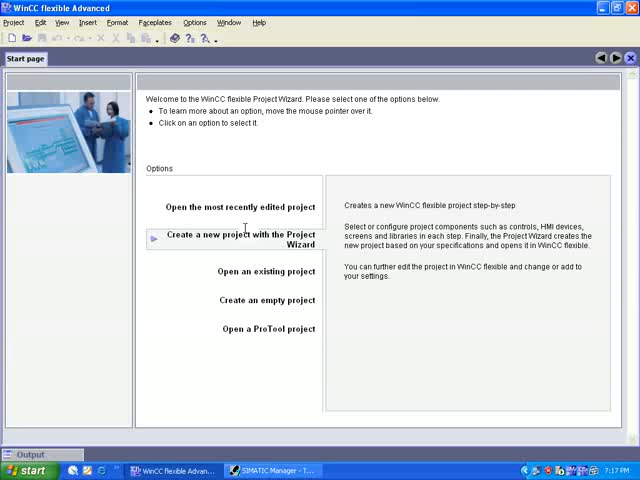 WinCC flexible Advanced
Project Edit View Insert Format Faceplates Options Window Help
Start page
Welcome to the WinCC flexible Project Wizard. Please select one of the options below.
To learn more about an option, move the mouse pointer over it.
Click on an option to select it.
Options
Open the most recently edited project
Create a new project with the Project
Wizard
Open an existing project
Create an empty project
Open a ProTool project
Creates a new WinCC flexible project step-by-step
Select or configure project components such as controls, HMI devices,
screens and libraries in each step. Finally, the Project Wizard creates the
new project based on your specifications and opens it in WinCC flexible.
You can further edit the project in WinCC flexible and change or add to
your settings.
Output
start
WinCC flexible Advan...
SIMATIC Manager - T...
7:17 PM